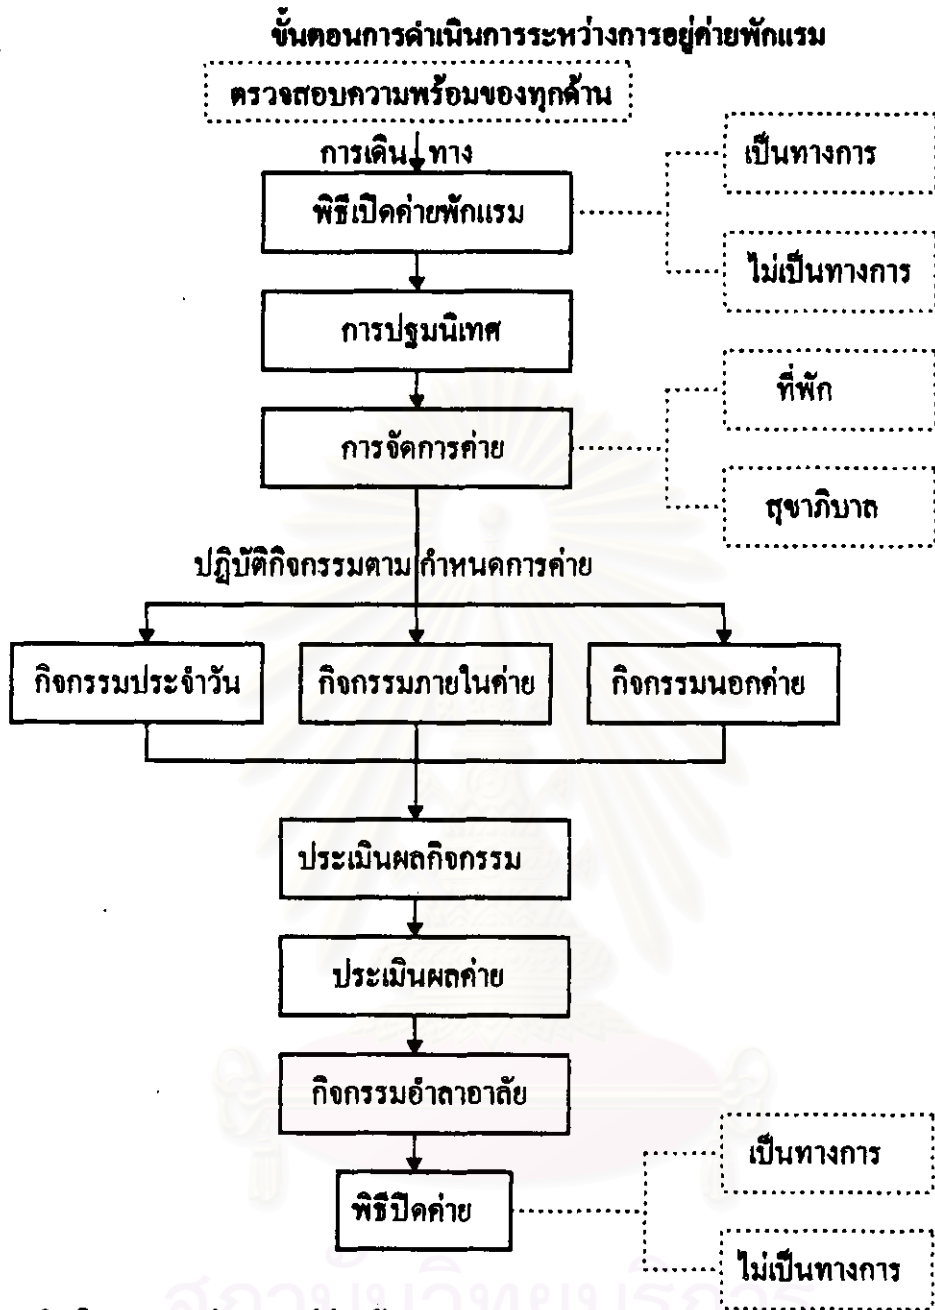 ขั้นตอนการดำเนินการระหว่างการอยู่ค่ายพักแรม
ตรวจสอบความพร้อมของทุกด้าน
การเดินทาง
เป็นทางการ
พิธีเปิดค่ายพักแรม
ไม่เป็นทางการ
การปฐมนิเทศ
ที่พัก
การจัดการค่าย
สุขาภิบาล
ปฏิบัติกิจกรรมตามกำหนดการค่าย
กิจกรรมประจำวัน
กิจกรรมภายในค่าย
กิจกรรมนอกค่าย
ประเมินผลกิจกรรม
ประเมินผลค่าย
กิจกรรมอำลาอาลัย
เป็นทางการ
พิธีปิดค่าย
ไม่เป็นทางการ
สถาบันวิทยบริการ